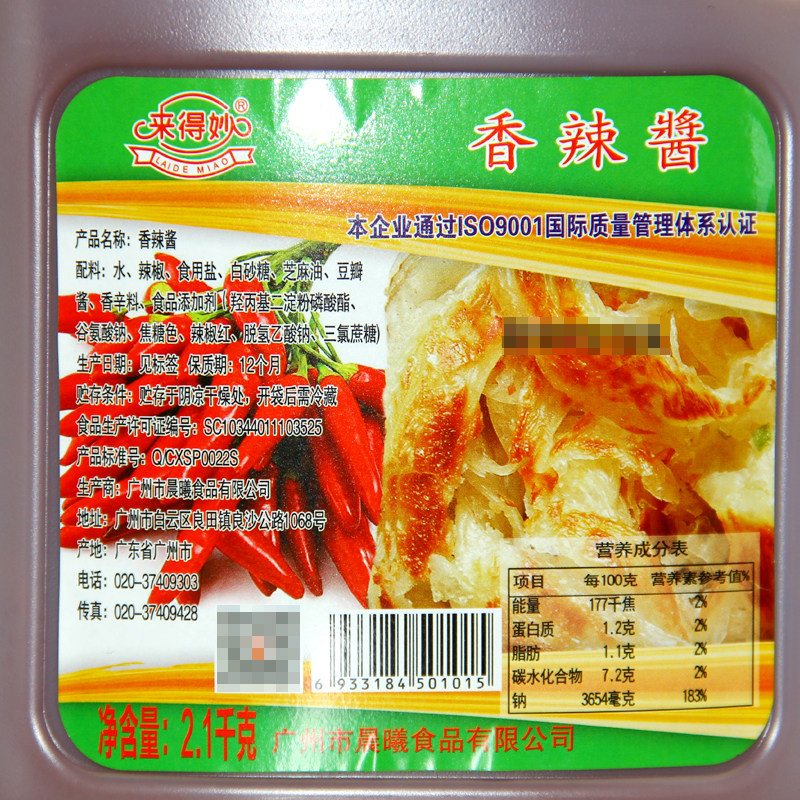 来得妙®
LAIDE MIAO
香辣醬
本企业通过ISO9001国际质量管理体系认证
产品名称：香辣酱
配料：水、辣椒、食用盐、白砂糖、芝麻油、豆瓣
酱、香辛料、食品添加剂【羟丙基二淀粉磷酸酯、
谷氨酸钠、焦糖色、辣椒红、脱氢乙酸钠、三氯蔗糖)
生产日期：见标签 保质期：12个月
贮存条件：贮存于阴凉干燥处，开袋后需冷藏
食品生产许可证编号：SC10344011103525
产品标准号：Q/CXSP0022S
生产商：广州市晨曦食品有限公司
地址：广州市白云区良田镇良沙公路1068号
产地：广东省广州市
电话：020-37409303
传真：020-37409428
营养成分表
项目 每100克 营养素参考值%
能量 177千焦 2%
蛋白质 1.2克 2%
脂肪 1.1克 2%
碳水化合物 7.2克 2%
钠 3654毫克 183%
6 933184 501015
净含量：2.1千克 广州市晨曦食品有限公司